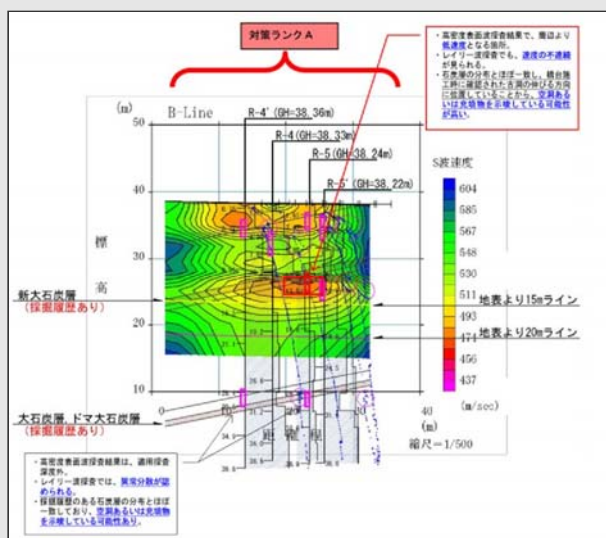 対策ランクA
・高密度表面波探査結果で、周辺より
低速度となる箇所。
・レイリー波探査でも、速度の不連続
が見られる。
・石炭層の分布とほぼ一致し、橋台施
工時に確認された古洞の伸びる方向
に位置していることから、空洞ある
いは充填物を示唆している可能性
が高い。
(m) B-Line
R-4' (GH=38.36m)
R-4 (GH=38.33m)
R-5 (GH=38.24m)
R-5' (GH=38.22m)
50
40
30
20
10
標高
S波速度
604
585
567
548
530
511
493
474
456
437
(m/sec)
新大石炭層
(採掘履歴あり)
地表より15mライン
地表より20mライン
大石炭層、ドマ大石炭層
(採掘履歴あり)
0 10 20 30 40
(m)
距離程
縮尺=1/500
・高密度表面波探査結果は、適用探査
深度外。
・レイリー波探査では、異常分散が認
められる。
・採掘履歴のある石炭層の分布とほぼ
一致しており、空洞あるいは充填物
を示唆している可能性あり。